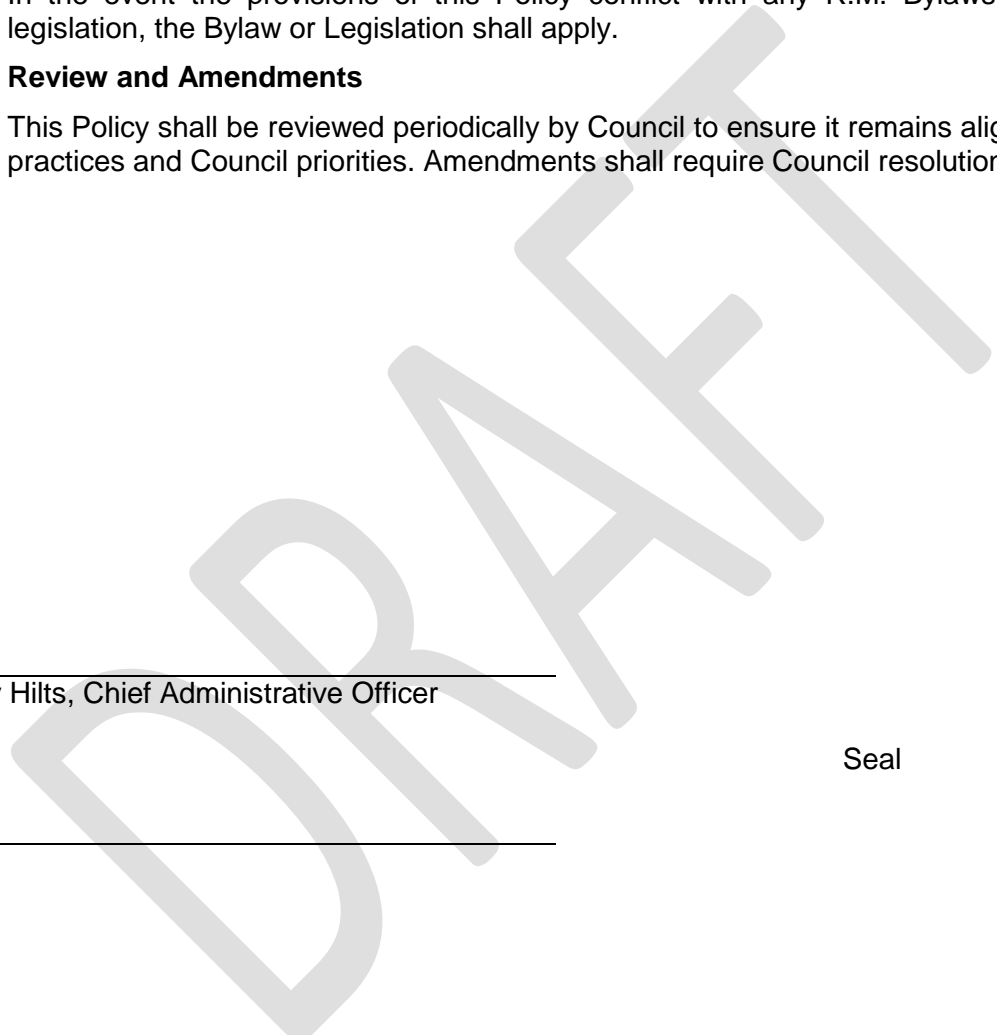 In the event the provisions of this Policy conflict with any R.M. Bylaws
legislation, the Bylaw or Legislation shall apply.
Review and Amendments
This Policy shall be reviewed periodically by Council to ensure it remains
practices and Council priorities. Amendments shall require Council resolution
Hilts, Chief Administrative Officer
Seal
DRAFT